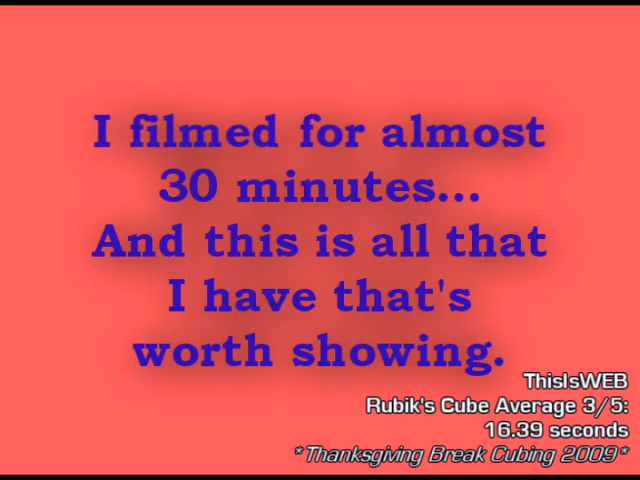 I filmed for almost
30 minutes...
And this is all that
I have that's
worth showing.
ThisIsWEB
Rubik's Cube Average 3/5:
16.39 seconds
*Thanksgiving Break Cubing 2009*